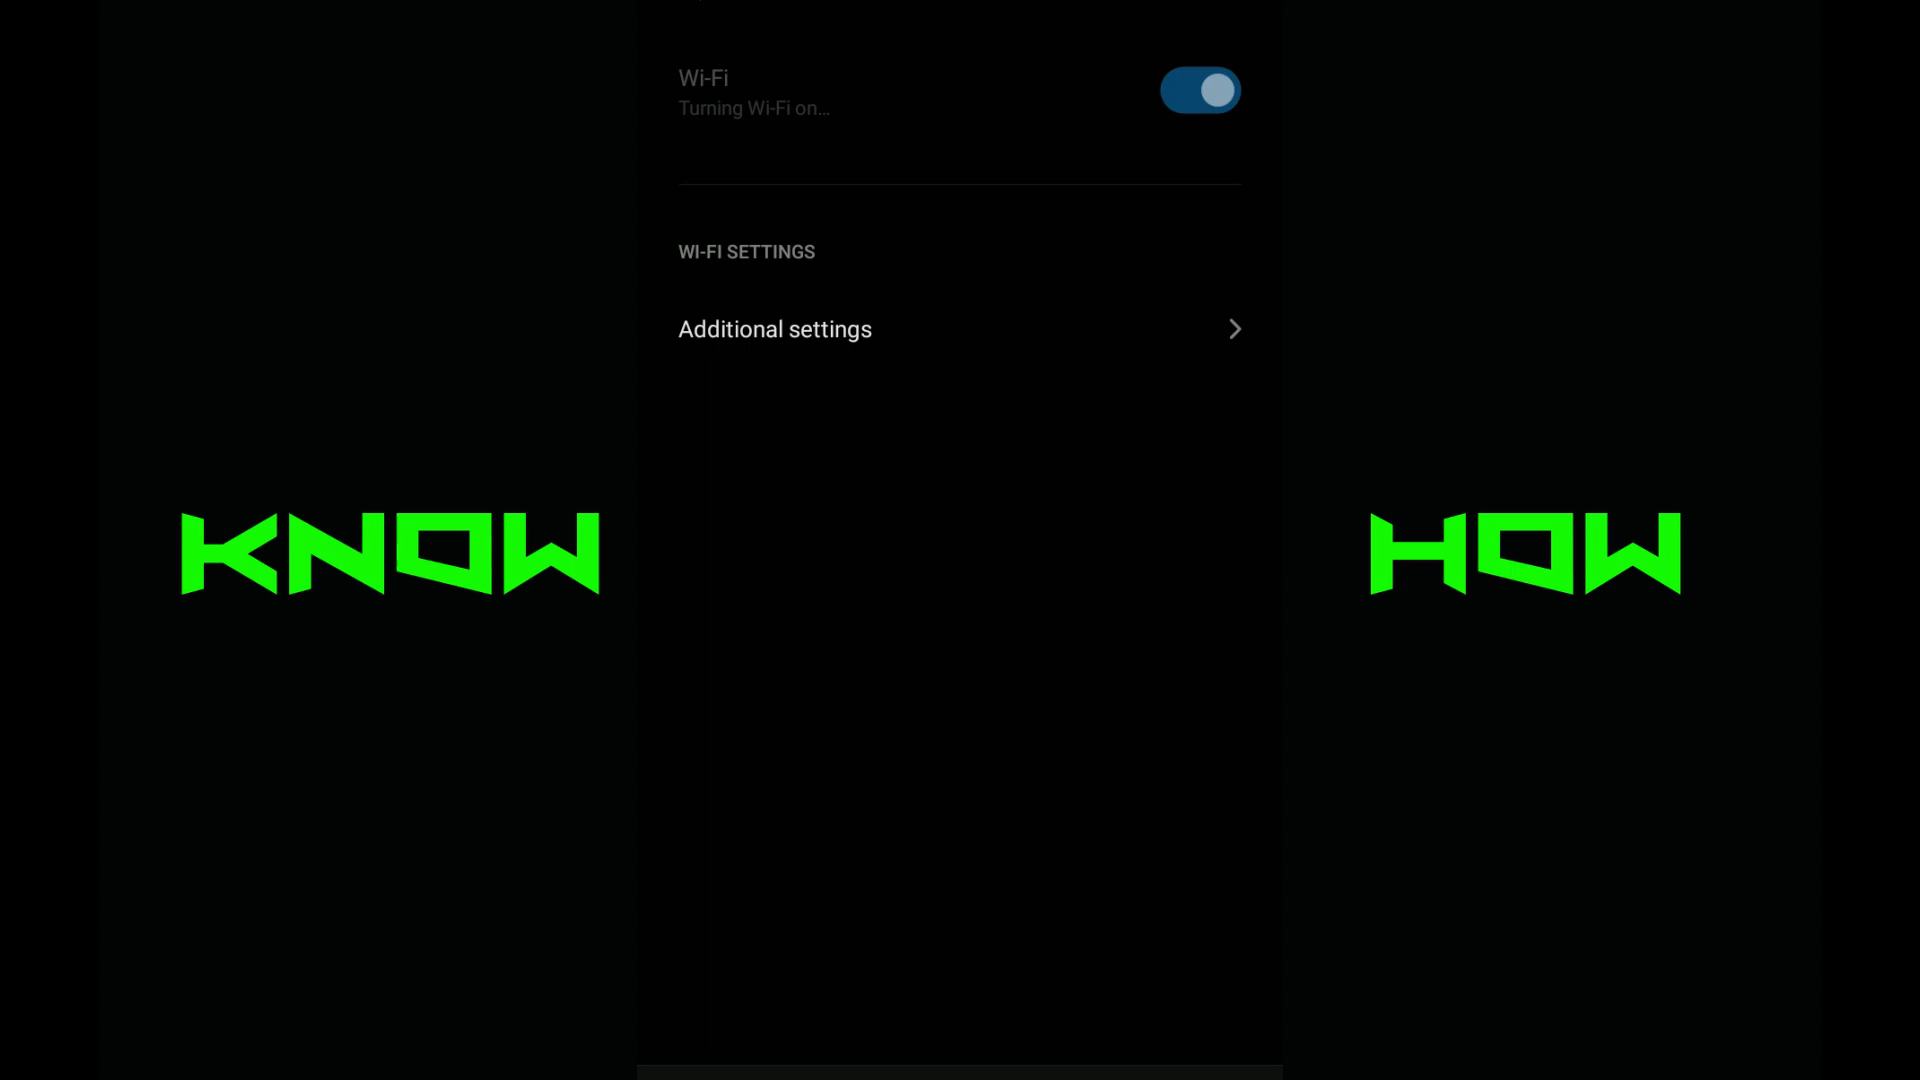 Wi-Fi
Turning Wi-Fi on...
WI-FI SETTINGS
Additional settings
KNOW
HOW